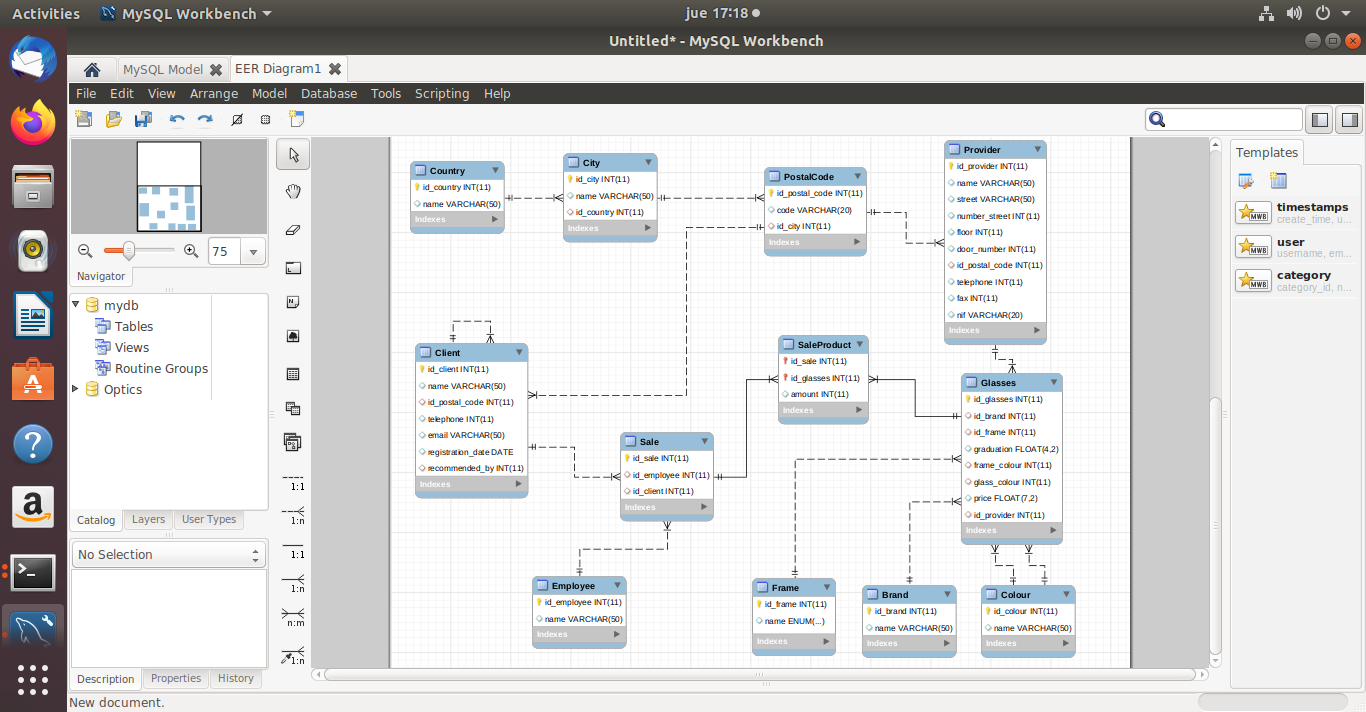 Activities
MySQL Workbench
jue 17:18
Untitled* - MySQL Workbench
MySQL Model
EER Diagram1
File Edit View Arrange Model Database Tools Scripting Help
75
Navigator
mydb
Tables
Views
Routine Groups
Optics
Catalog Layers User Types
No Selection
Description Properties History
New document.
1:1
1:n
1:1
1:n
n:m
1:n
Country
id_country INT(11)
name VARCHAR(50)
Indexes
City
id_city INT(11)
name VARCHAR(50)
id_country INT(11)
Indexes
PostalCode
id_postal_code INT(11)
code VARCHAR(20)
id_city INT(11)
Indexes
Provider
id_provider INT(11)
name VARCHAR(50)
street VARCHAR(50)
number_street INT(11)
floor INT(11)
door_number INT(11)
id_postal_code INT(11)
telephone INT(11)
fax INT(11)
nif VARCHAR(20)
Indexes
Client
id_client INT(11)
name VARCHAR(50)
id_postal_code INT(11)
telephone INT(11)
email VARCHAR(50)
registration_date DATE
recommended_by INT(11)
Indexes
SaleProduct
id_sale INT(11)
id_glasses INT(11)
amount INT(11)
Indexes
Glasses
id_glasses INT(11)
id_brand INT(11)
id_frame INT(11)
graduation FLOAT(4,2)
frame_colour INT(11)
glass_colour INT(11)
price FLOAT(7,2)
id_provider INT(11)
Indexes
Sale
id_sale INT(11)
id_employee INT(11)
id_client INT(11)
Indexes
Employee
id_employee INT(11)
name VARCHAR(50)
Indexes
Frame
id_frame INT(11)
name ENUM(...)
Indexes
Brand
id_brand INT(11)
name VARCHAR(50)
Indexes
Colour
id_colour INT(11)
name VARCHAR(50)
Indexes
Templates
MWB
timestamps
create_time, u...
MWB
user
username, em...
MWB
category
category_id, n...